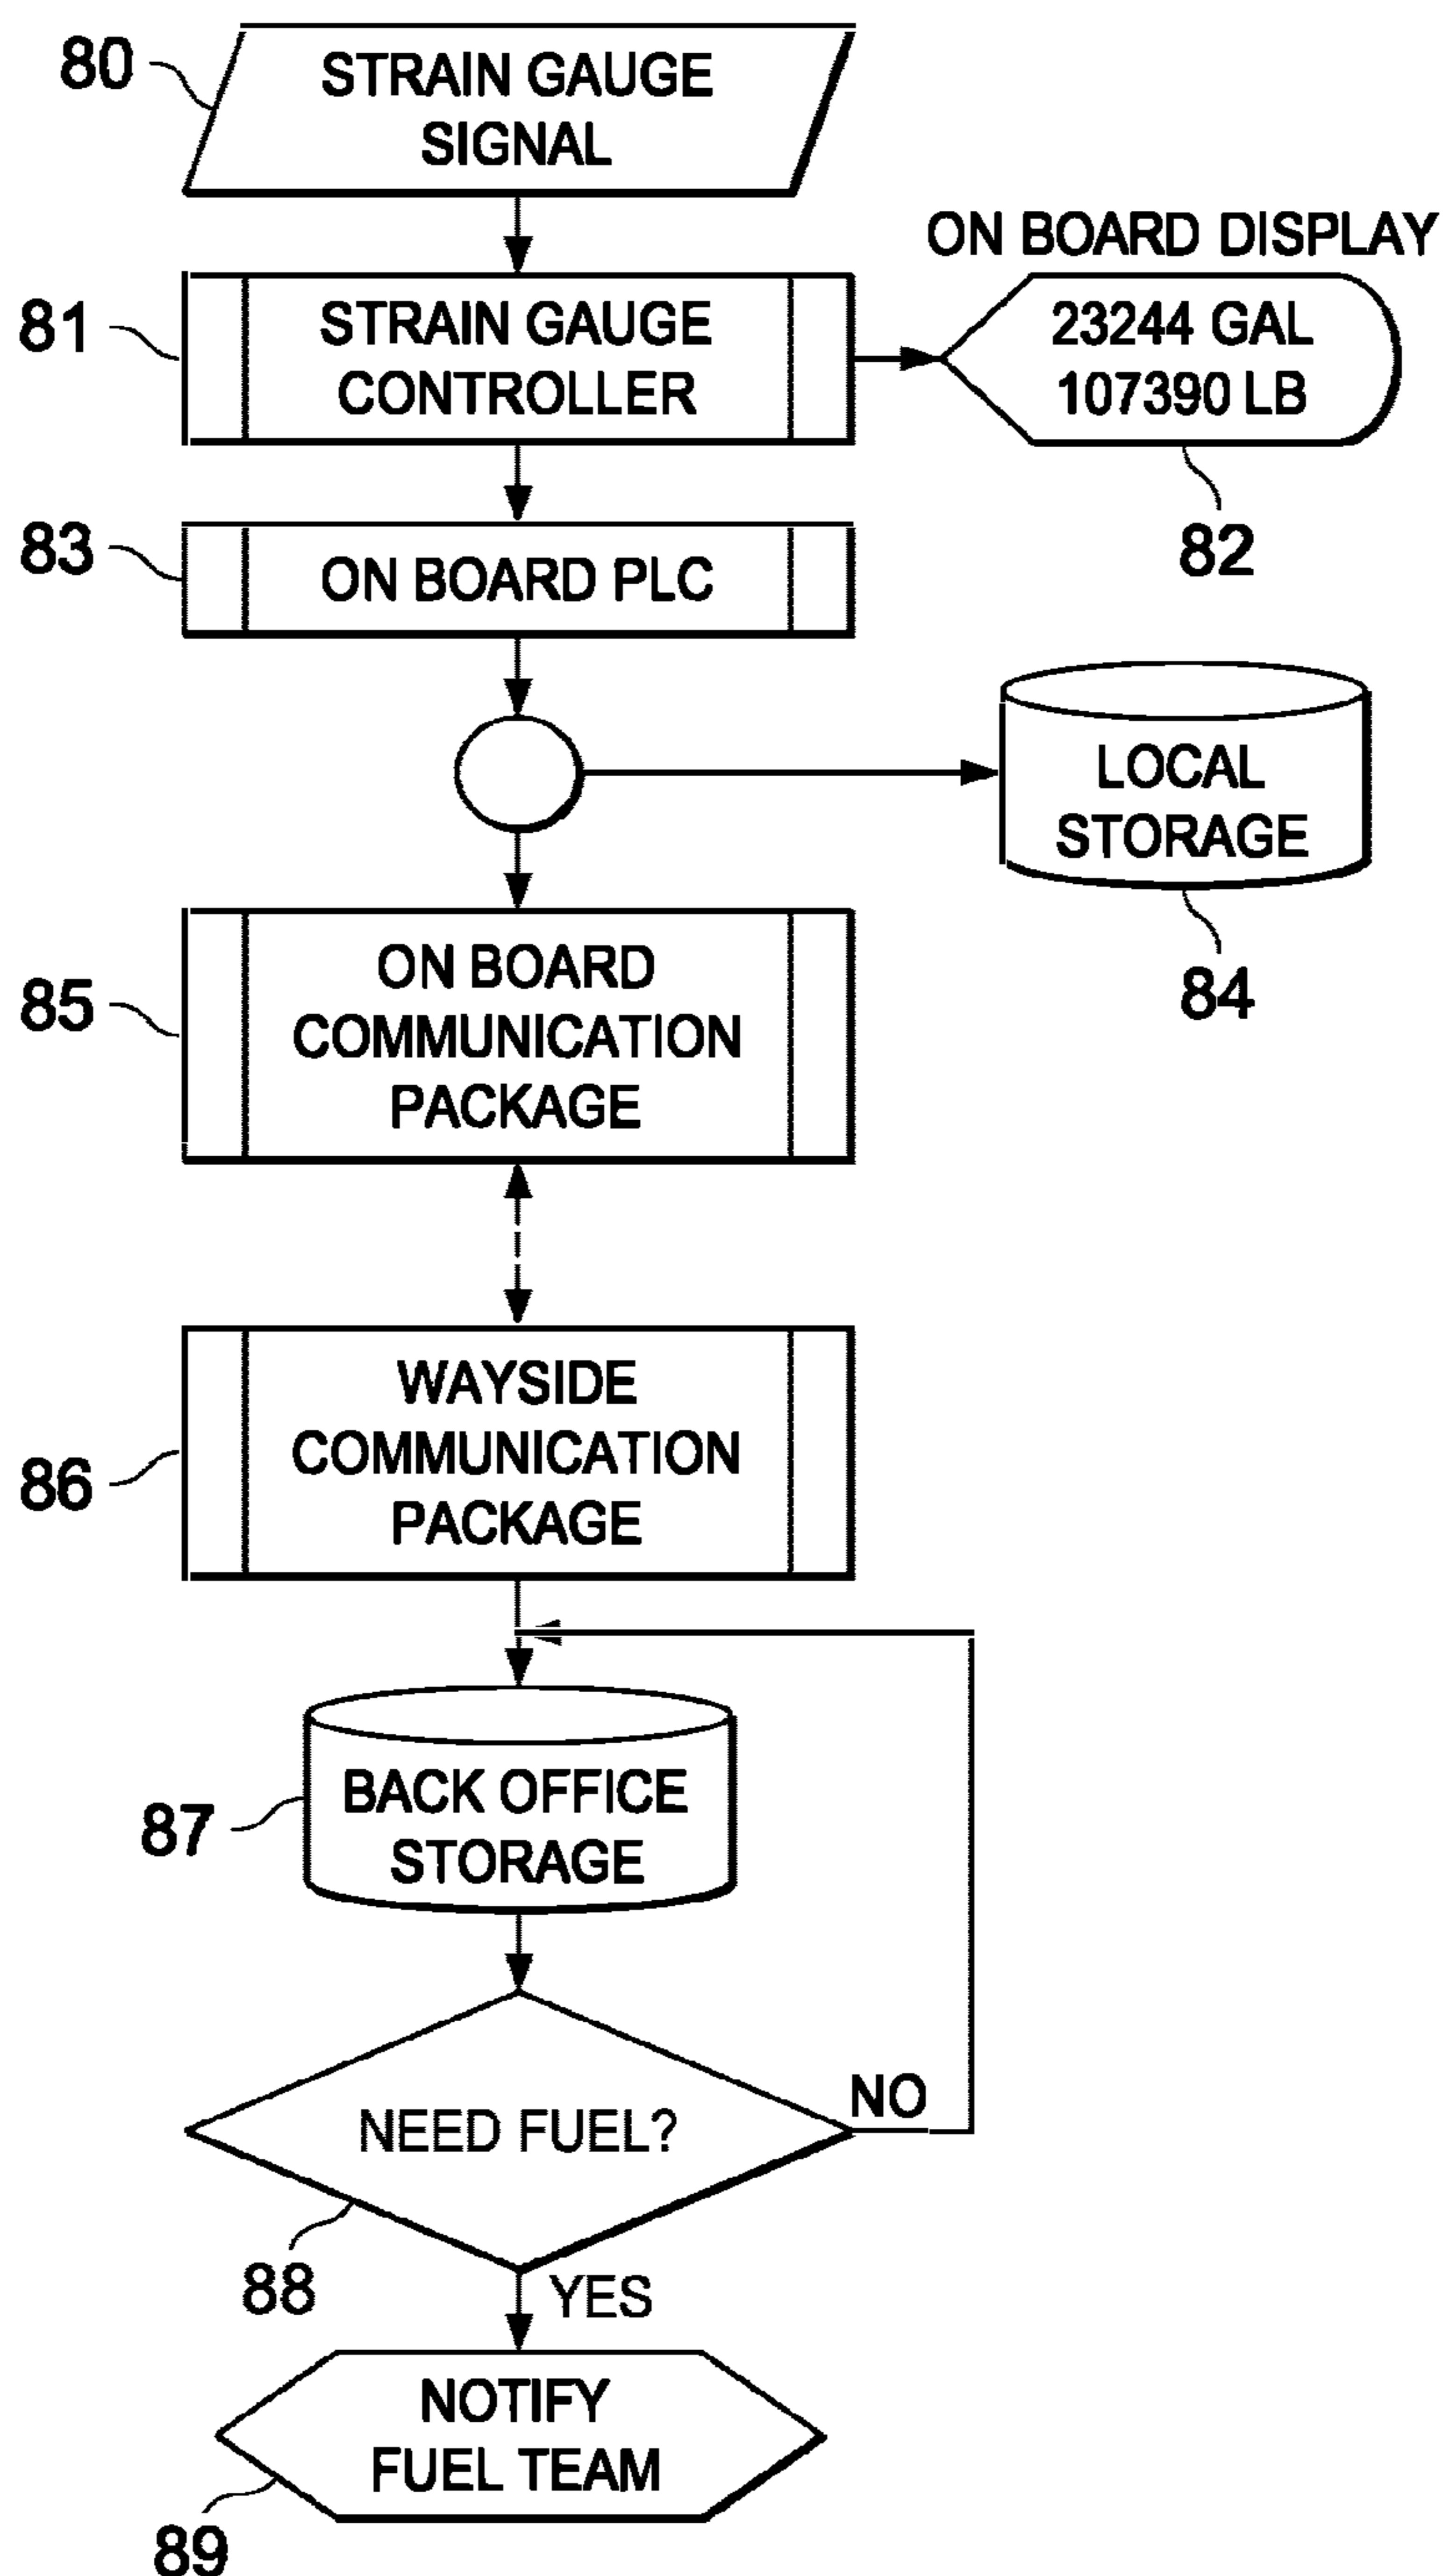 80
STRAIN GAUGE
SIGNAL
ON BOARD DISPLAY
81
STRAIN GAUGE
CONTROLLER
23244 GAL
107390 LB
82
83
ON BOARD PLC
LOCAL
STORAGE
84
85
ON BOARD
COMMUNICATION
PACKAGE
86
WAYSIDE
COMMUNICATION
PACKAGE
87
BACK OFFICE
STORAGE
NEED FUEL?
NO
88
YES
NOTIFY
FUEL TEAM
89